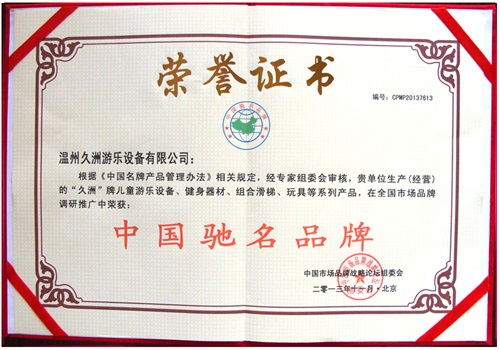 荣誉证书
编号：CPMP20137613
中国驰名品牌
温州久洲游乐设备有限公司：
根据《中国名牌产品管理办法》相关规定，经专家组委会审核，贵单位生产(经营)
的“久洲”牌儿童游乐设备、健身器材、组合滑梯、玩具等系列产品，在全国市场品牌
调研推广中荣获：
中国驰名品牌
中国市场品牌战略论坛组委会
二零一三年十一月·北京